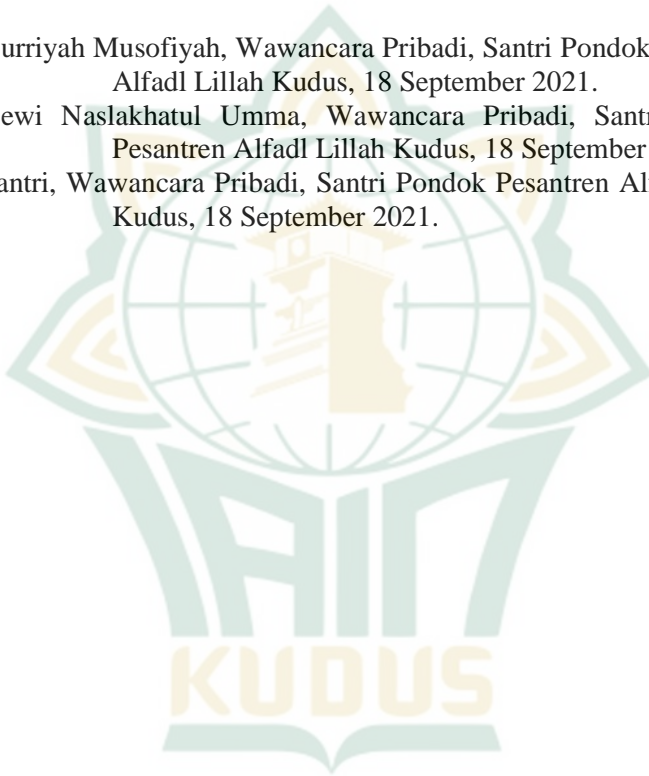 urriyah Musofiyah, Wawancara Pribadi, Santri Pondok
Alfadl Lillah Kudus, 18 September 2021.
ewi Naslakhatul Umma, Wawancara Pribadi, Santr
Pesantren Alfadl Lillah Kudus, 18 September
antri, Wawancara Pribadi, Santri Pondok Pesantren Al
Kudus, 18 September 2021.
IAIN
KUDUS